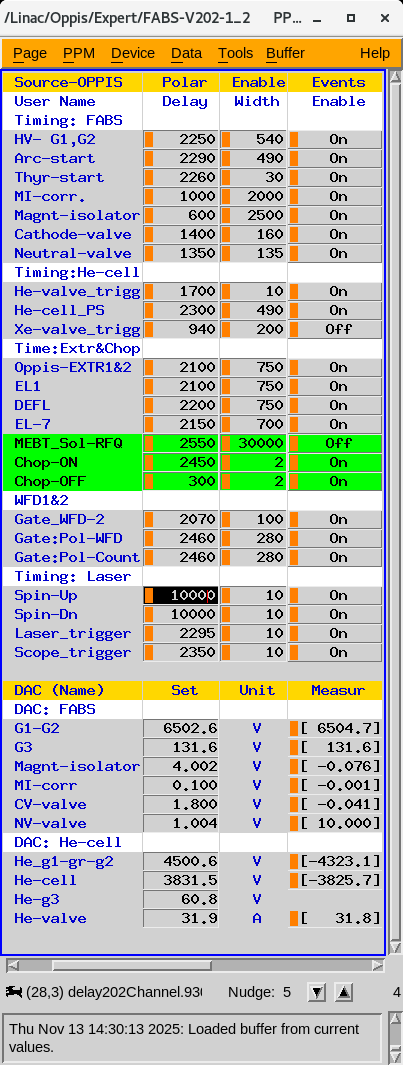 /Linac/Oppis/Expert/FABS-V202-1_2 PP...
Page PPM Device Data Tools Buffer Help
Source-OPPIS Polar Enable Events
User Name Delay Width Enable
Timing: FABS
HV- G1,G2 2250 540 On
Arc-start 2290 490 On
Thyr-start 2260 30 On
MI-corr. 1000 2000 On
Magnt-isolator 600 2500 On
Cathode-valve 1400 160 On
Neutral-valve 1350 135 On
Timing:He-cell
He-valve_trigg 1700 10 On
He-cell_PS 2300 490 On
Xe-valve_trigg 940 200 Off
Time:Extr&Chop
Oppis-EXTR1&2 2100 750 On
EL1 2100 750 On
DEFL 2200 750 On
EL-7 2150 700 On
MEBT_Sol-RFQ 2550 30000 Off
Chop-ON 2450 2 On
Chop-OFF 300 2 On
WFD1&2
Gate_WFD-2 2070 100 On
Gate:Pol-WFD 2460 280 On
Gate:Pol-Count 2460 280 On
Timing: Laser
Spin-Up 10000 10 On
Spin-Dn 10000 10 On
Laser_trigger 2295 10 On
Scope_trigger 2350 10 On
DAC (Name) Set Unit Measur
DAC: FABS
G1-G2 6502.6 V [ 6504.7]
G3 131.6 V [ 131.6]
Magnt-isolator 4.002 V [ -0.076]
MI-corr 0.100 V [ -0.001]
CV-valve 1.800 V [ -0.041]
NV-valve 1.004 V [ 10.000]
DAC: He-cell
He_g1-gr-g2 4500.6 V [-4323.1]
He-cell 3831.5 V [-3825.7]
He-g3 60.8 V
He-valve 31.9 A [ 31.8]
(28,3) delay202Channel.930 Nudge: 5 4
Thu Nov 13 14:30:13 2025: Loaded buffer from current
values.